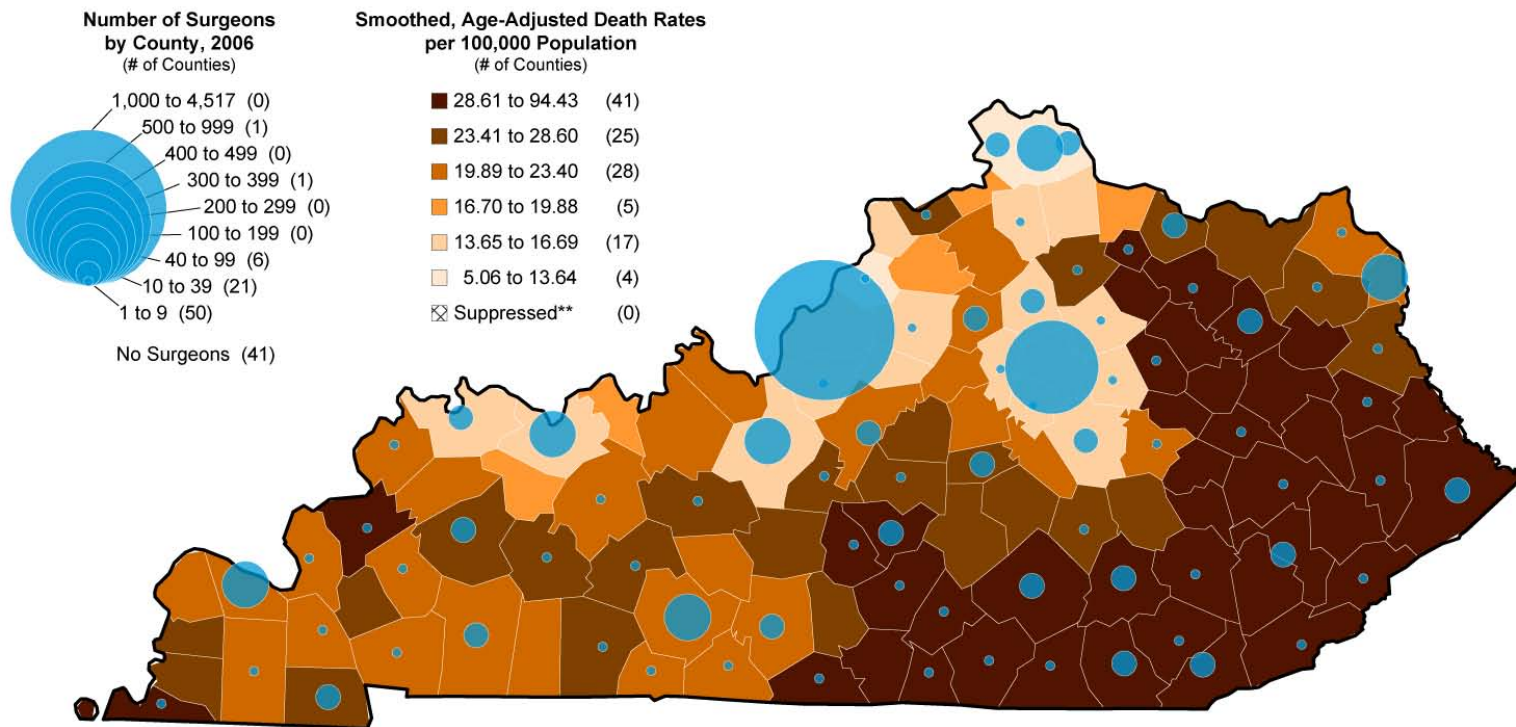 Number of Surgeons
by County, 2006
(# of Counties)
1,000 to 4,517 (0)
500 to 999 (1)
400 to 499 (0)
300 to 399 (1)
200 to 299 (0)
100 to 199 (0)
40 to 99 (6)
10 to 39 (21)
1 to 9 (50)
No Surgeons (41)
Smoothed, Age-Adjusted Death Rates
per 100,000 Population
(# of Counties)
28.61 to 94.43 (41)
23.41 to 28.60 (25)
19.89 to 23.40 (28)
16.70 to 19.88 (5)
13.65 to 16.69 (17)
5.06 to 13.64 (4)
Suppressed** (0)